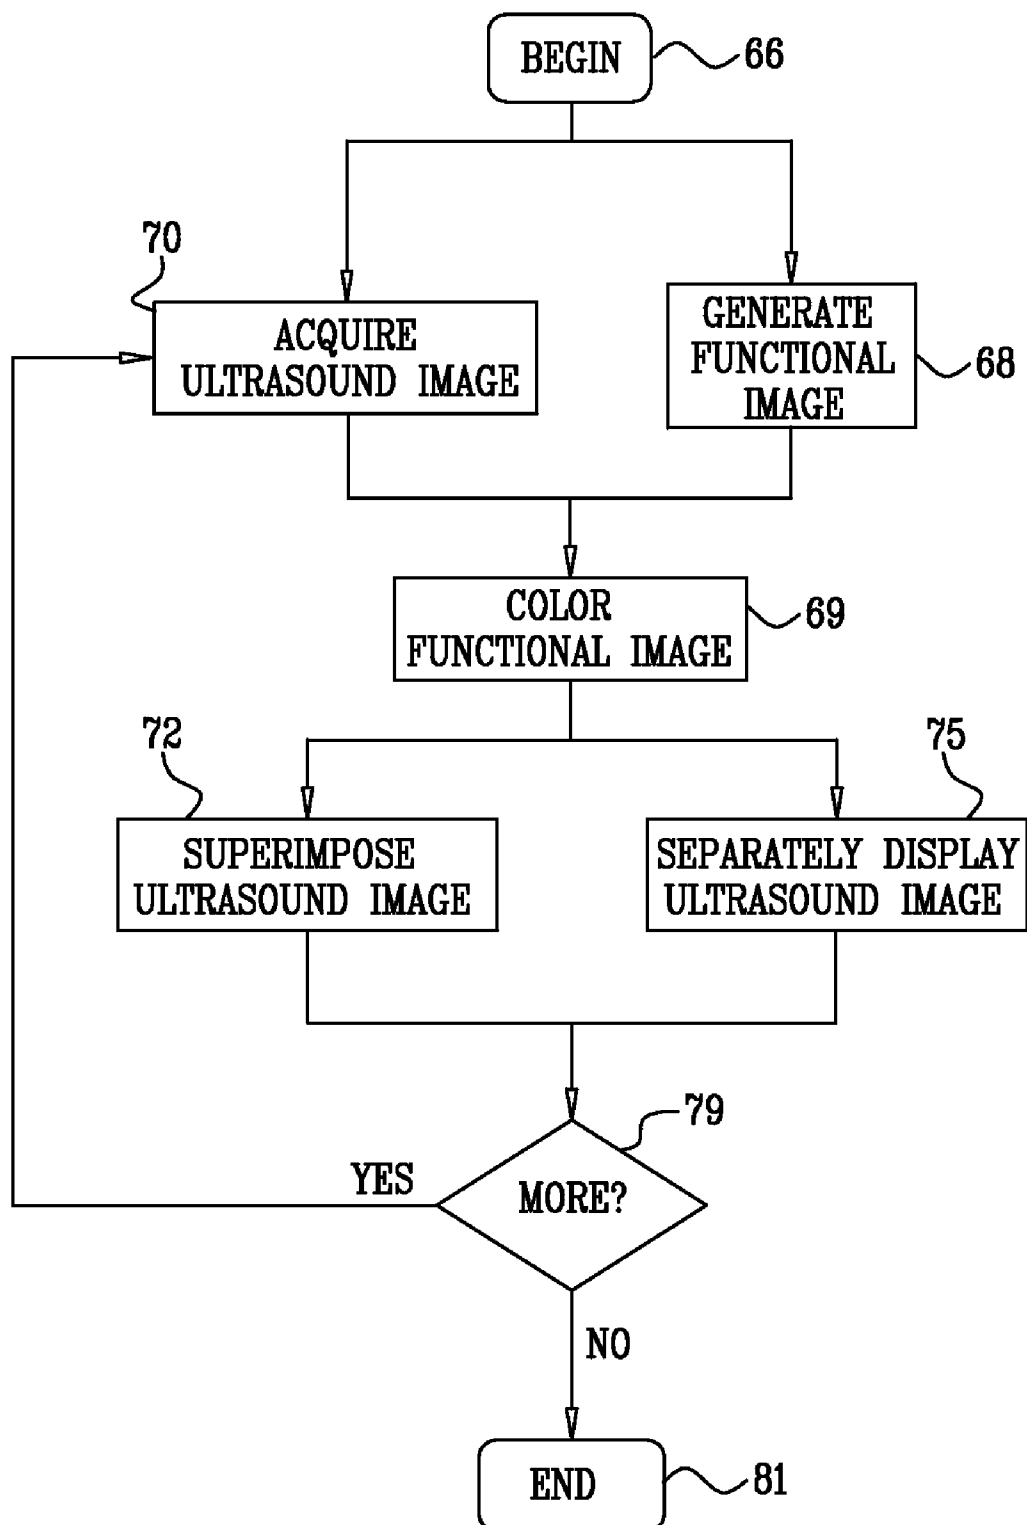 BEGIN
66
70
ACQUIRE
ULTRASOUND IMAGE
GENERATE
FUNCTIONAL
IMAGE
68
COLOR
FUNCTIONAL IMAGE
69
72
SUPERIMPOSE
ULTRASOUND IMAGE
75
SEPARATELY DISPLAY
ULTRASOUND IMAGE
79
YES
MORE?
NO
END
81